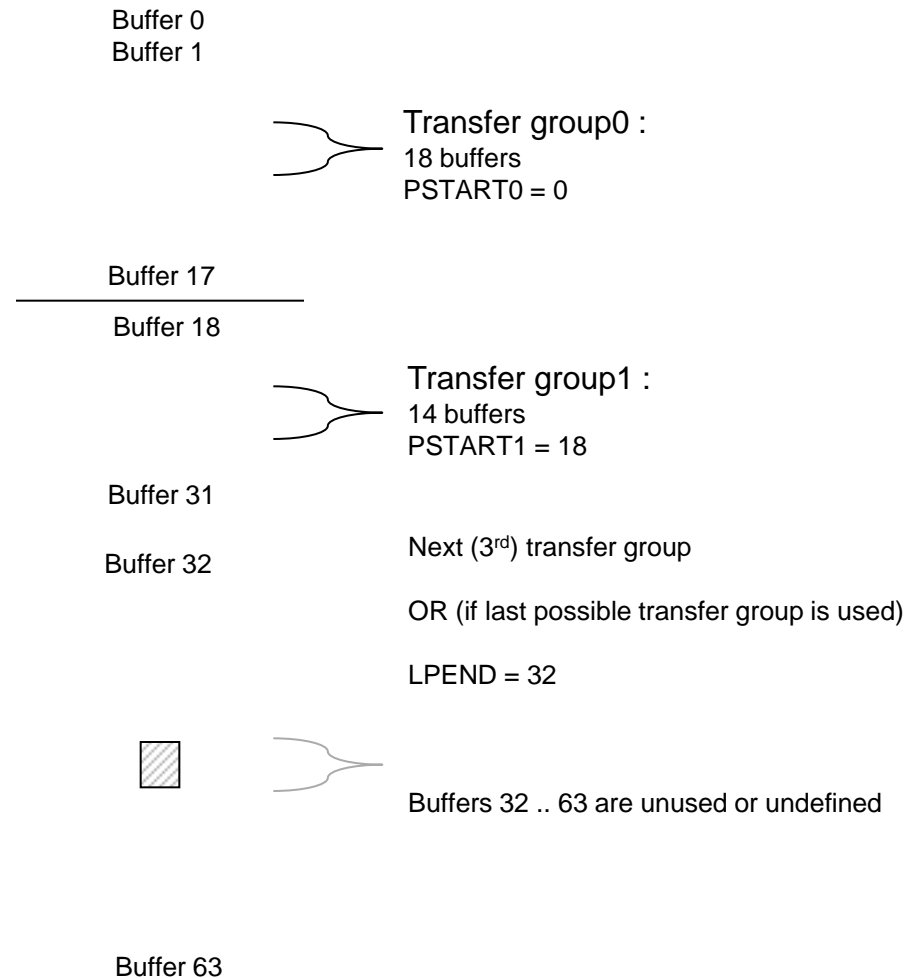 Buffer 0
Buffer 1
Transfer group0 :
18 buffers
PSTART0 = 0
Buffer 17
Buffer 18
Transfer group1 :
14 buffers
PSTART1 = 18
Buffer 31
Buffer 32
Next (3rd) transfer group
OR (if last possible transfer group is used)
LPEND = 32
Buffers 32 .. 63 are unused or undefined
Buffer 63